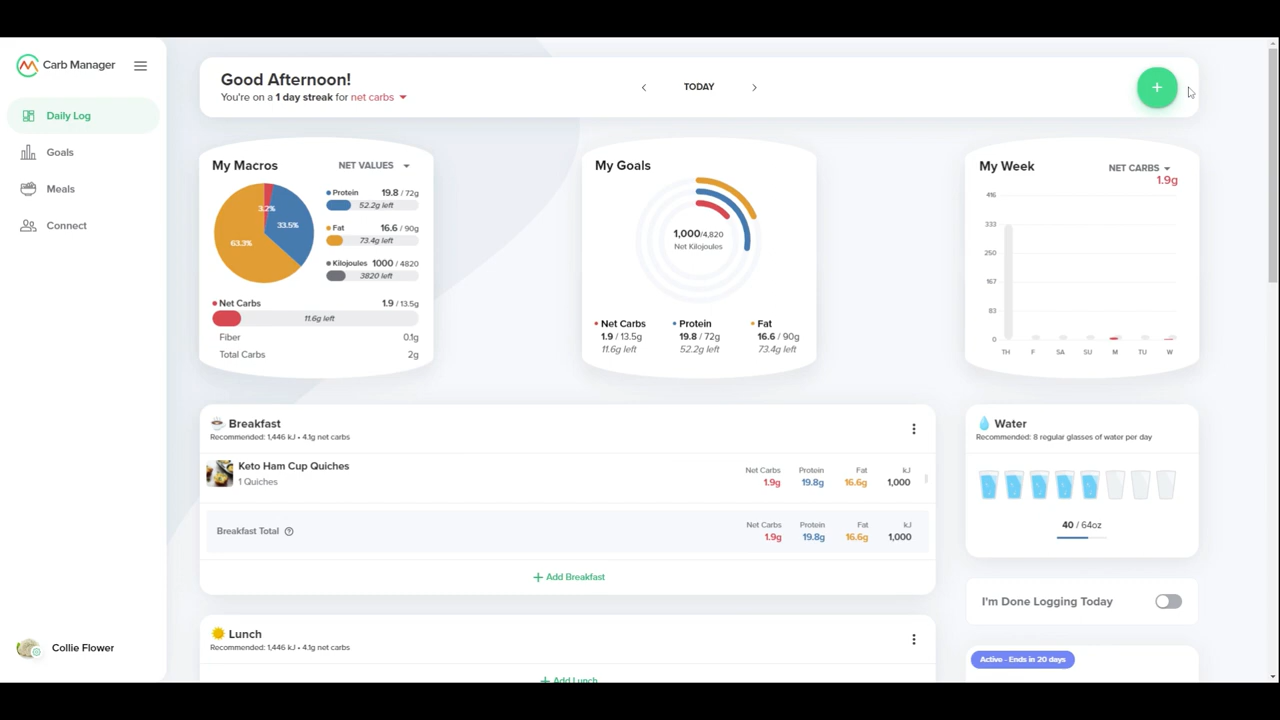 Carb Manager
Daily Log
Goals
Meals
Connect
Collie Flower
Good Afternoon!
You're on a 1 day streak for net carbs
TODAY
+
My Macros
NET VALUES
3.2%
33.5%
63.3%
Protein 19.8 / 72g
52.2g left
Fat 16.6 / 90g
73.4g left
Kilojoules 1000 / 4820
3820 left
Net Carbs 1.9 / 13.5g
11.6g left
Fiber 0.1g
Total Carbs 2g
My Goals
1,000/4,820
Net Kilojoules
Net Carbs Protein Fat
1.9 / 13.5g 19.8 / 72g 16.6 / 90g
11.6g left 52.2g left 73.4g left
My Week
NET CARBS
1.9g
416
333
250
167
83
0
TH F SA SU M TU W
Breakfast
Recommended: 1,446 kJ • 4.1g net carbs
Keto Ham Cup Quiches
1 Quiches
Net Carbs Protein Fat kJ
1.9g 19.8g 16.6g 1,000
Breakfast Total
Net Carbs Protein Fat kJ
1.9g 19.8g 16.6g 1,000
+ Add Breakfast
Lunch
Recommended: 1,446 kJ • 4.1g net carbs
+ Add Lunch
Water
Recommended: 8 regular glasses of water per day
40 / 64oz
I'm Done Logging Today
Active - Ends in 20 days